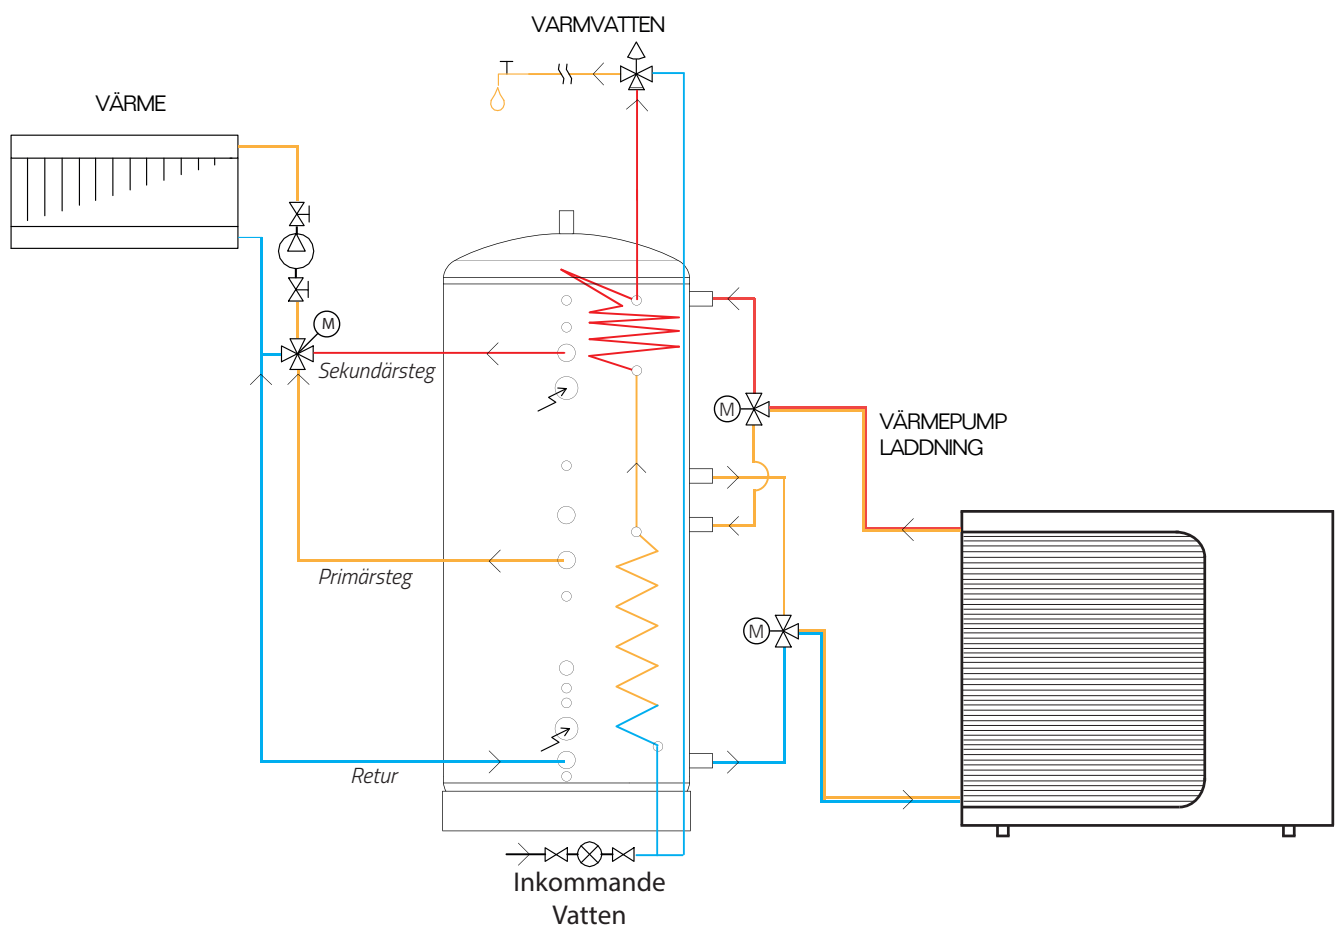 VARMVATTEN
VÄRME
M
Sekundärsteg
M
VÄRMEPUMP
LADDNING
Primärsteg
M
Retur
Inkommande
Vatten